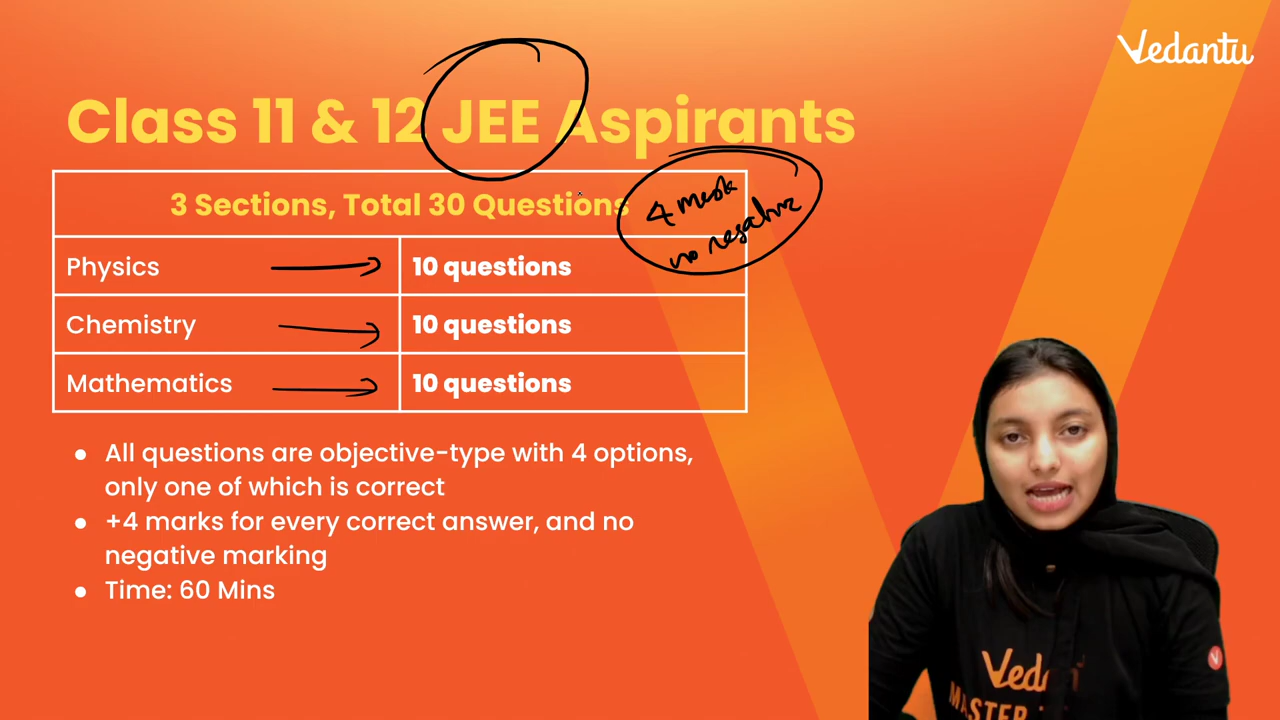 Vedantu
Class 11 & 12 JEE Aspirants
3 Sections, Total 30 Questions
4 mark
no negative
Physics
10 questions
Chemistry
10 questions
Mathematics
10 questions
● All questions are objective-type with 4 options,
only one of which is correct
● +4 marks for every correct answer, and no
negative marking
● Time: 60 Mins
MASTER